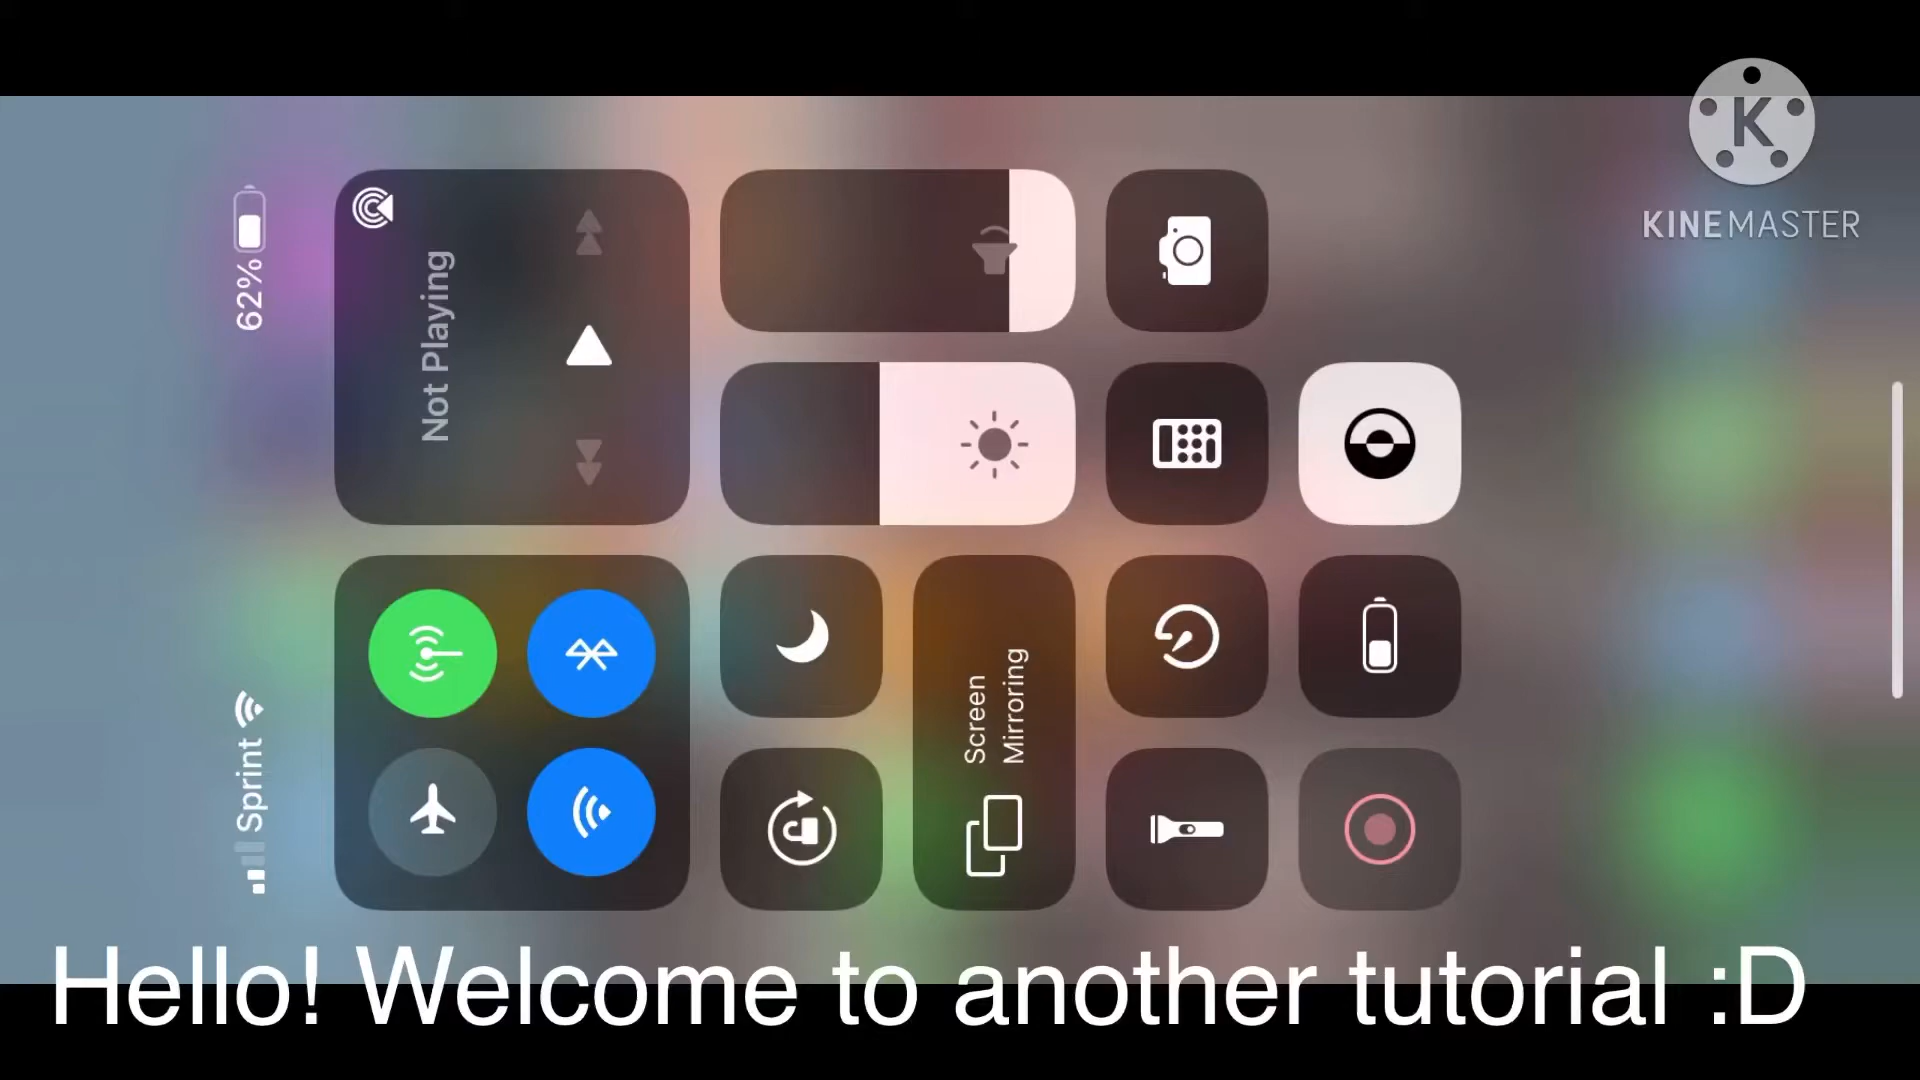 KINEMASTER
62%
Not Playing
Sprint
Screen
Mirroring
Hello! Welcome to another tutorial :D